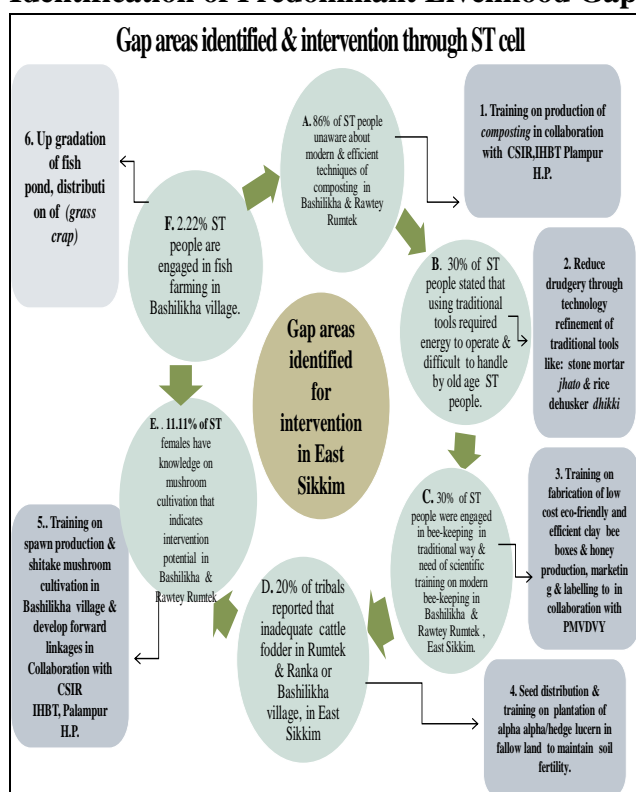 Gap areas identified & intervention through ST cell
6. Up gradation
of fish
pond, distributi
on of (grass
crap)
A. 86% of ST people
unaware about
modern & efficient
techniques of
composting in
Bashilikha & Rawtey
Rumtek
1. Training on production of
composting in collaboration
with CSIR,IHBT Plampur
H.P.
F. 2.22% ST
people are
engaged in fish
farming in
Bashilikha village.
B. 30% of ST
people stated that
using traditional
tools required
energy to operate &
difficult to handle
by old age ST
people.
2. Reduce
drudgery through
technology
refinement of
traditional tools
like: stone mortar
jhato & rice
dehusker dhikki
Gap areas
identified
for
intervention
in East
Sikkim
E. . 11.11% of ST
females have
knowledge on
mushroom
cultivation that
indicates
intervention
potential in
Bashilikha &
Rawtey Rumtek
C. 30% of ST
people were engaged
in bee-keeping in
traditional way &
need of scientific
training on modern
bee-keeping in
Bashilikha &
Rawtey Rumtek ,
East Sikkim.
3. Training on
fabrication of low
cost eco-friendly and
efficient clay bee
boxes & honey
production, marketin
g & labelling to in
collaboration with
PMVDVY
5.. Training on
spawn production &
shitake mushroom
cultivation in
Bashilikha village &
develop forward
linkages in
Collaboration with
CSIR
IHBT, Palampur
H.P.
D. 20% of tribals
reported that
inadequate cattle
fodder in Rumtek
& Ranka or
Bashilikha
village, in East
Sikkim
4. Seed distribution &
training on plantation of
alpha alpha/hedge lucern in
fallow land to maintain soil
fertility.